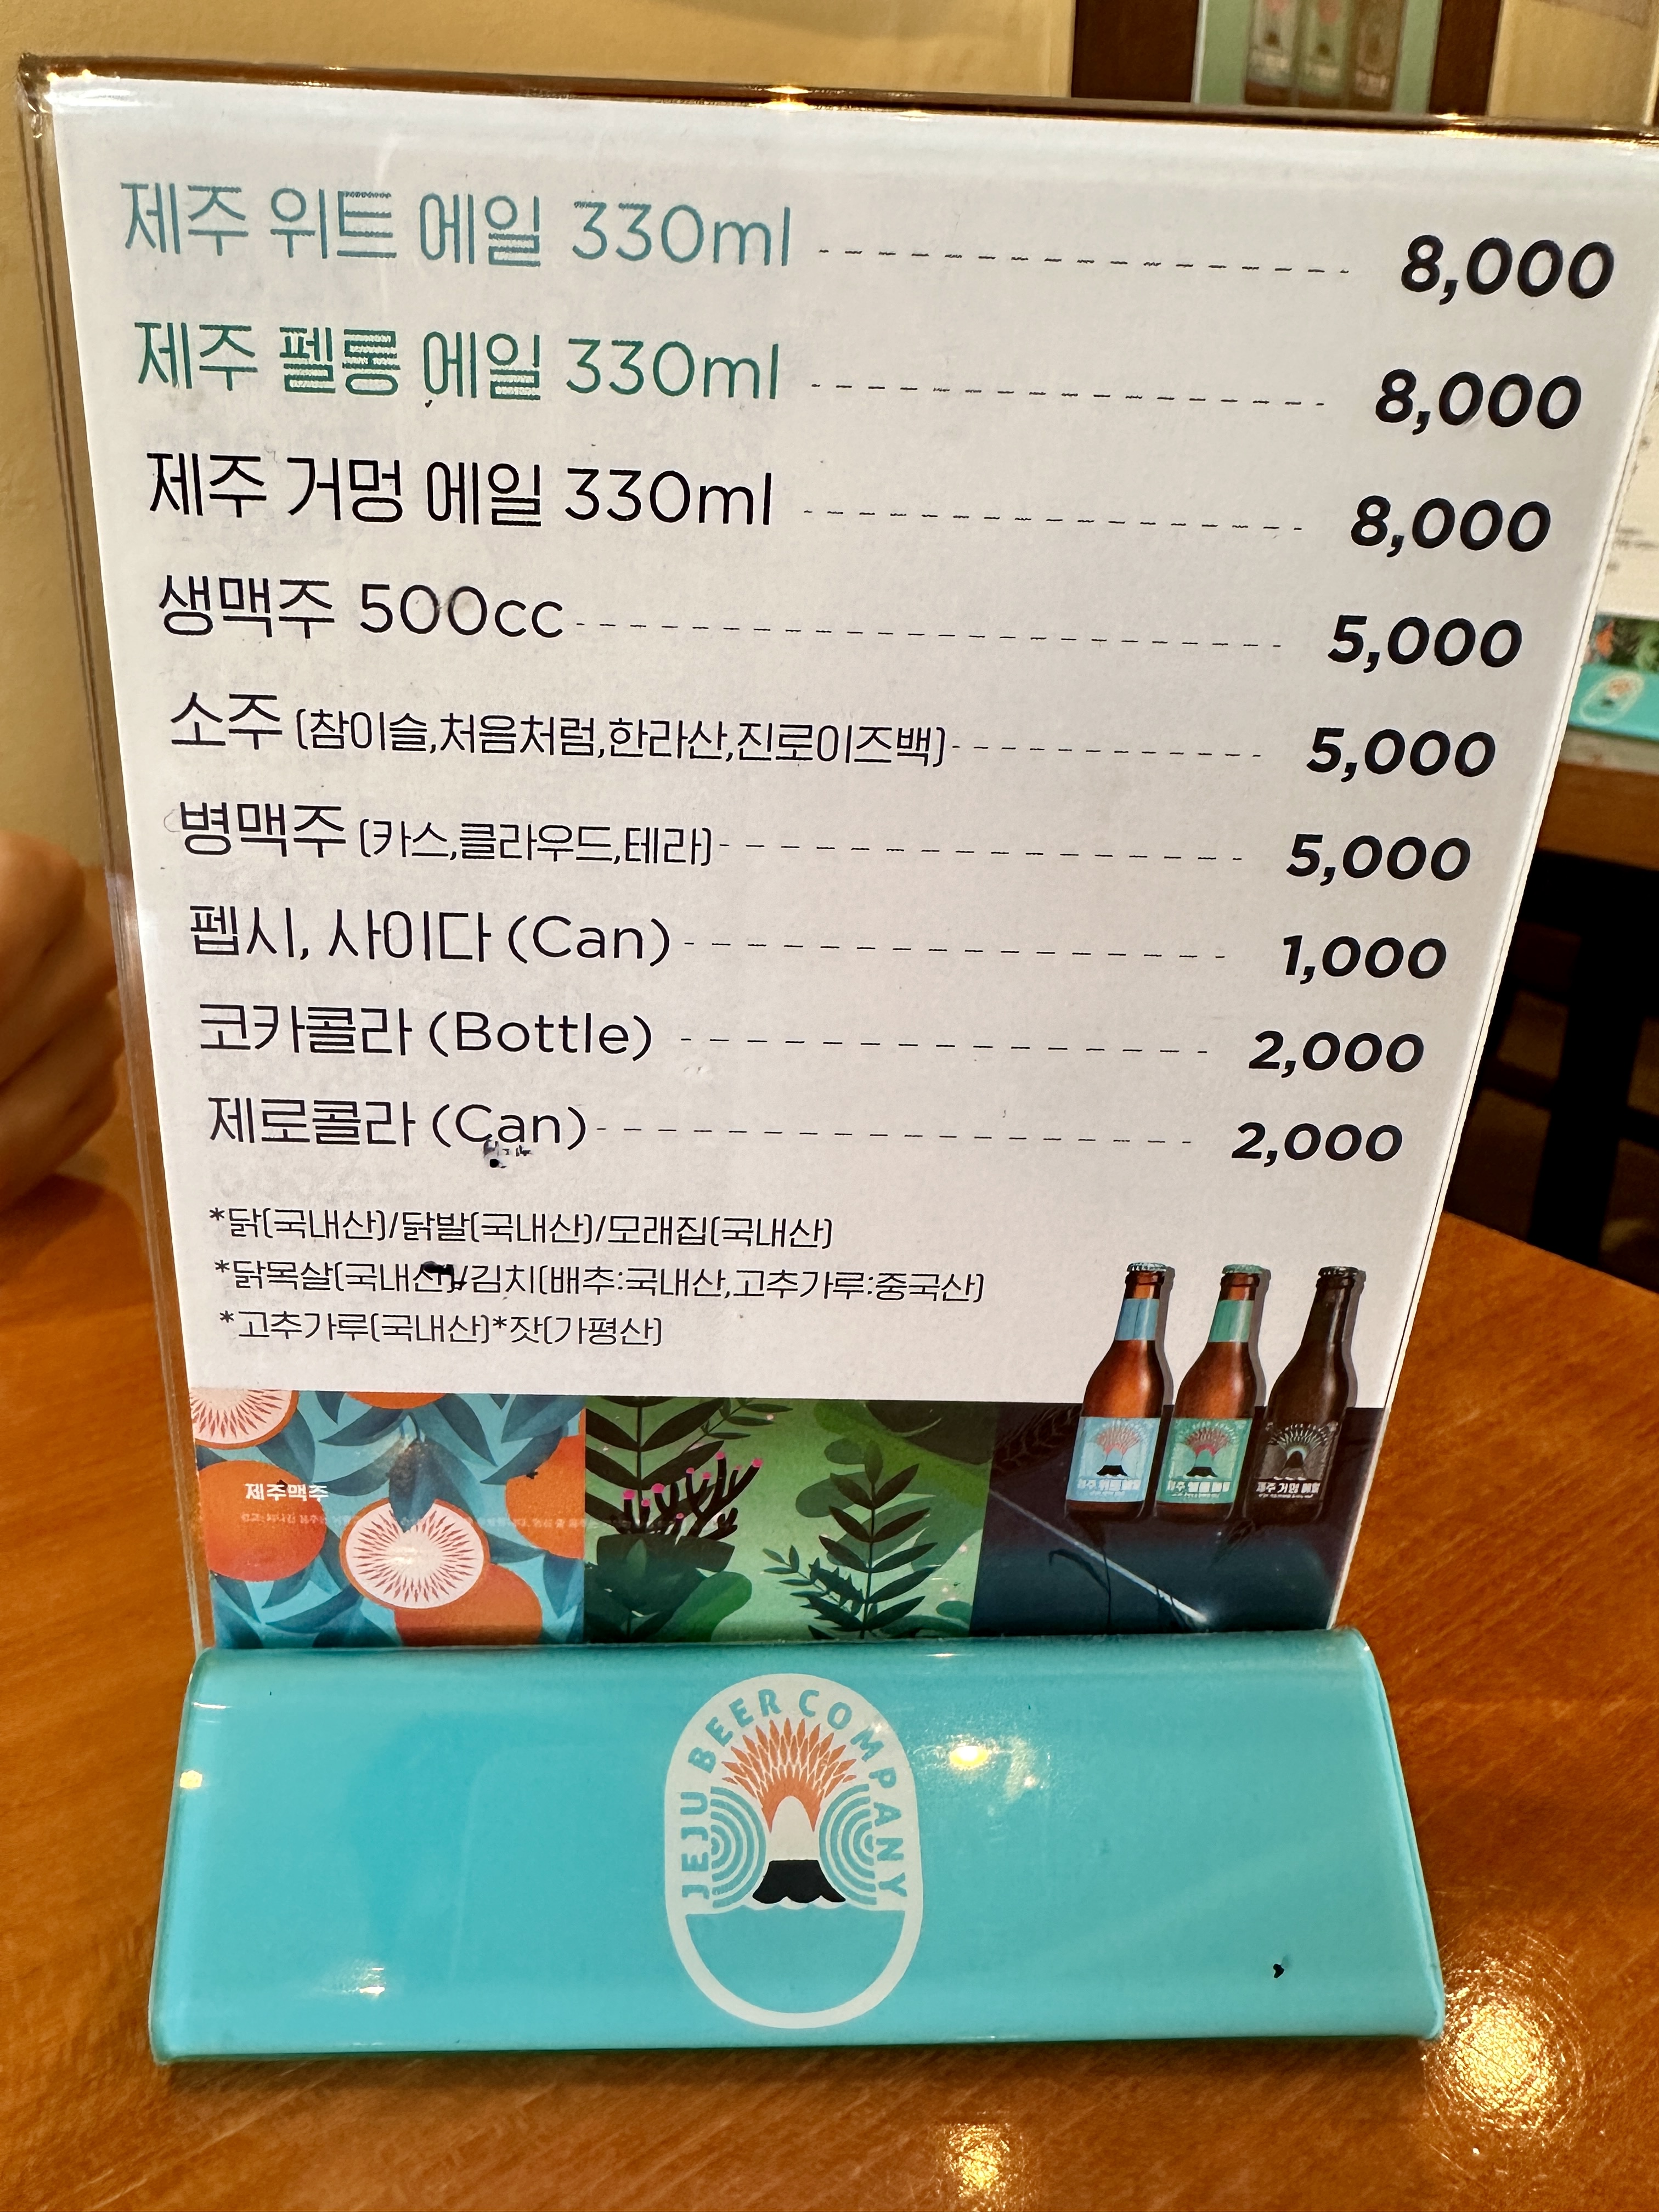 제주 위트 에일 330ml 8,000
제주 펠롱 에일 330ml 8,000
제주 거멍 에일 330ml 8,000
생맥주 500cc 5,000
소주 (참이슬,처음처럼,한라산,진로이즈백) 5,000
병맥주 (카스,클라우드,테라) 5,000
펩시, 사이다 (Can) 1,000
코카콜라 (Bottle) 2,000
제로콜라 (Can) 2,000
*닭(국내산)/닭발(국내산)/모래집(국내산)
*닭목살(국내산)/김치(배추:국내산,고추가루:중국산)
*고추가루(국내산)*잣(가평산)
제주맥주
제주 거멍 에일
JEJU BEER COMPANY